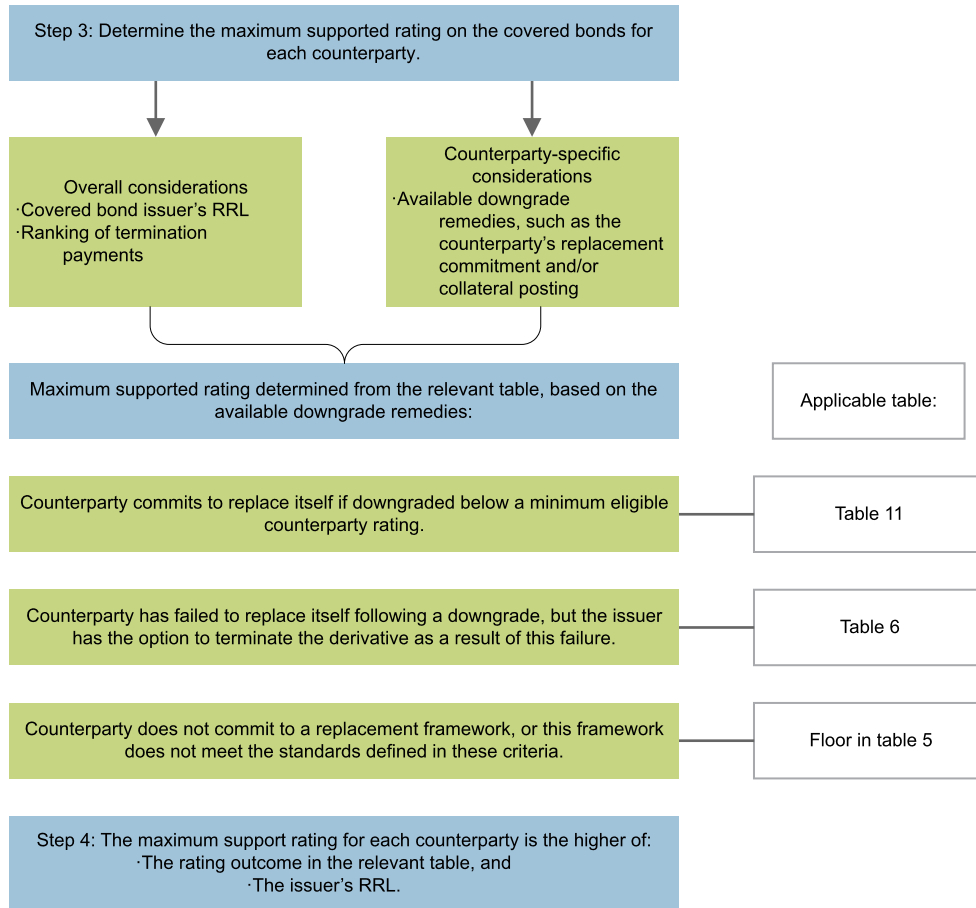 Step 3: Determine the maximum supported rating on the covered bonds for
each counterparty.
Overall considerations
·Covered bond issuer’s RRL
·Ranking of termination
payments
Counterparty-specific
considerations
·Available downgrade
remedies, such as the
counterparty’s replacement
commitment and/or
collateral posting
Maximum supported rating determined from the relevant table, based on the
available downgrade remedies:
Applicable table:
Counterparty commits to replace itself if downgraded below a minimum eligible
counterparty rating.
Table 11
Counterparty has failed to replace itself following a downgrade, but the issuer
has the option to terminate the derivative as a result of this failure.
Table 6
Counterparty does not commit to a replacement framework, or this framework
does not meet the standards defined in these criteria.
Floor in table 5
Step 4: The maximum support rating for each counterparty is the higher of:
·The rating outcome in the relevant table, and
·The issuer’s RRL.